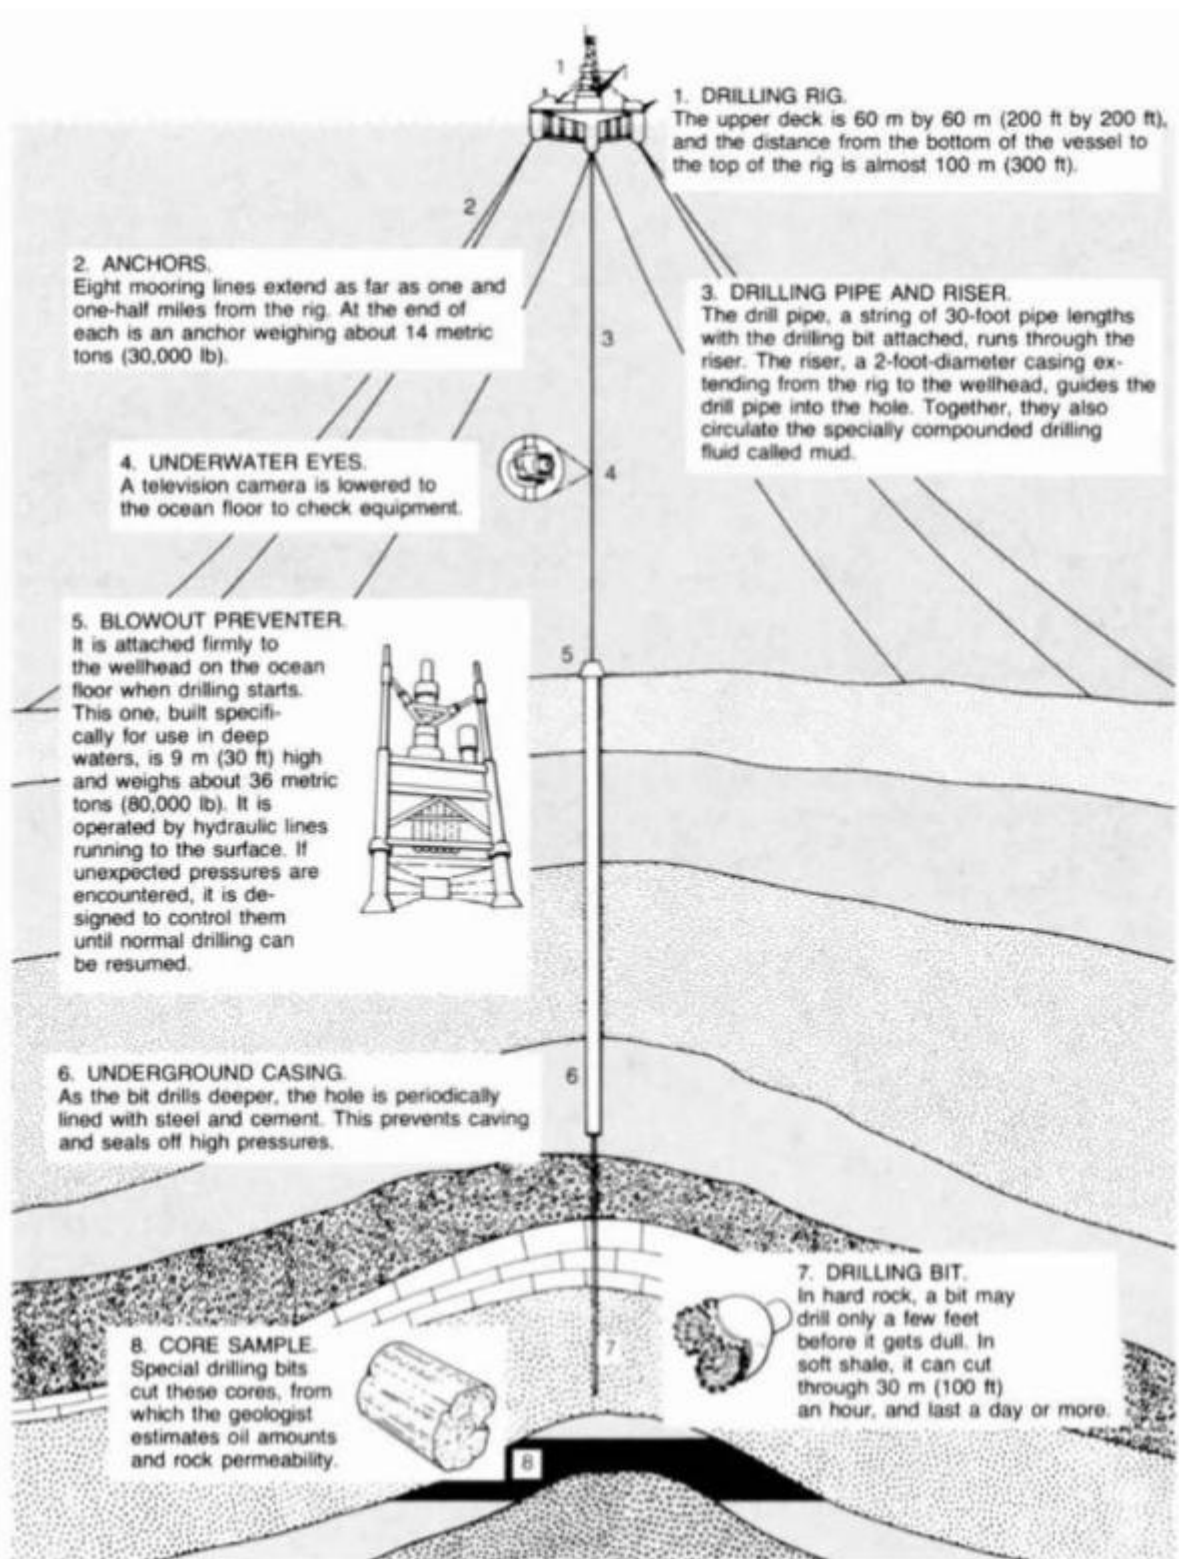 1
1
1. DRILLING RIG.
The upper deck is 60 m by 60 m (200 ft by 200 ft),
and the distance from the bottom of the vessel to
the top of the rig is almost 100 m (300 ft).
2
2. ANCHORS.
Eight mooring lines extend as far as one and
one-half miles from the rig. At the end of
each is an anchor weighing about 14 metric
tons (30,000 lb).
3
3. DRILLING PIPE AND RISER.
The drill pipe, a string of 30-foot pipe lengths
with the drilling bit attached, runs through the
riser. The riser, a 2-foot-diameter casing ex-
tending from the rig to the wellhead, guides the
drill pipe into the hole. Together, they also
circulate the specially compounded drilling
fluid called mud.
4. UNDERWATER EYES.
A television camera is lowered to
the ocean floor to check equipment.
4
5. BLOWOUT PREVENTER.
It is attached firmly to
the wellhead on the ocean
floor when drilling starts.
This one, built specifi-
cally for use in deep
waters, is 9 m (30 ft) high
and weighs about 36 metric
tons (80,000 lb). It is
operated by hydraulic lines
running to the surface. If
unexpected pressures are
encountered, it is de-
signed to control them
until normal drilling can
be resumed.
5
6. UNDERGROUND CASING.
As the bit drills deeper, the hole is periodically
lined with steel and cement. This prevents caving
and seals off high pressures.
6
7. DRILLING BIT.
In hard rock, a bit may
drill only a few feet
before it gets dull. In
soft shale, it can cut
through 30 m (100 ft)
an hour, and last a day or more.
7
8. CORE SAMPLE.
Special drilling bits
cut these cores, from
which the geologist
estimates oil amounts
and rock permeability.
8